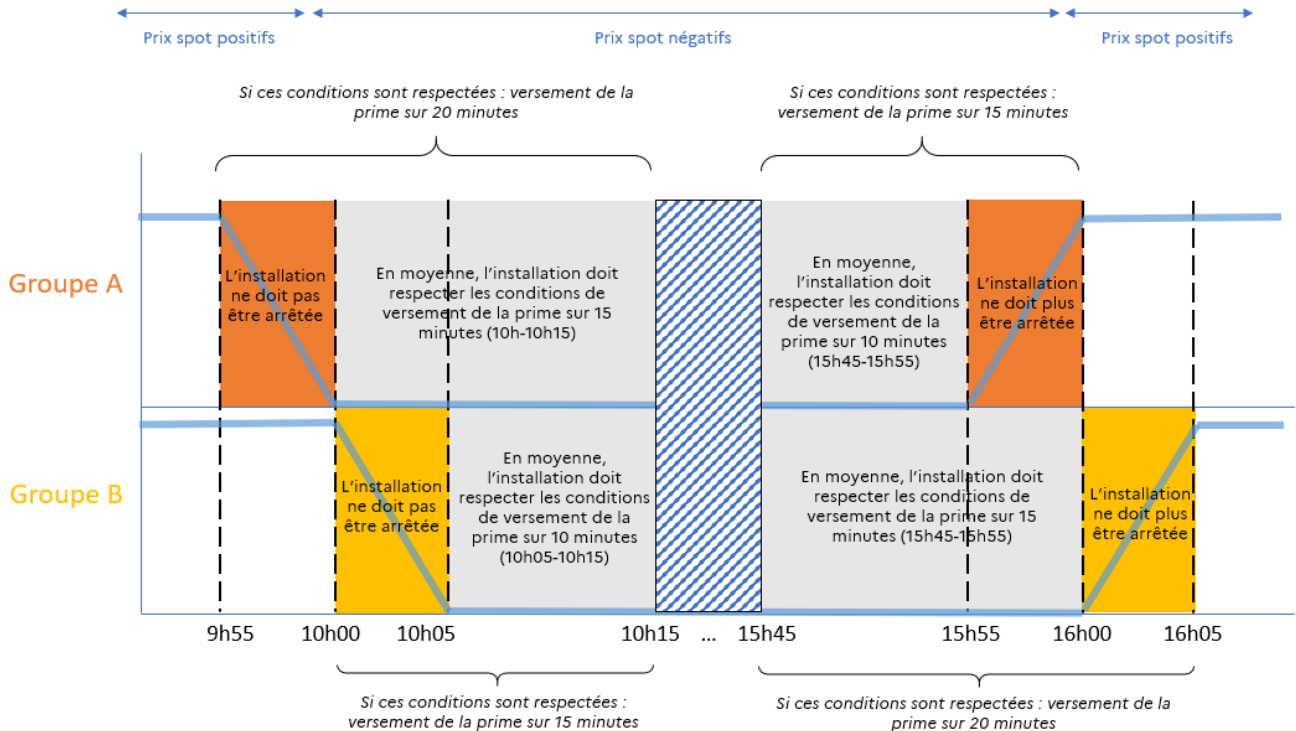 Prix spot positifs
Prix spot négatifs
Prix spot positifs
Si ces conditions sont respectées : versement de la
prime sur 20 minutes
Si ces conditions sont respectées :
versement de la prime sur 15 minutes
Groupe A
L'installation
ne doit pas
être arrêtée
En moyenne, l'installation doit
respecter les conditions de
versement de la prime sur 15
minutes (10h-10h15)
En moyenne,
l'installation doit
respecter les conditions
de versement de la
prime sur 10 minutes
(15h45-15h55)
L'installation
ne doit plus
être arrêtée
Groupe B
L'installation
ne doit pas
être arrêtée
En moyenne,
l'installation doit
respecter les conditions
de versement de la
prime sur 10 minutes
(10h05-10h15)
En moyenne, l'installation doit
respecter les conditions de
versement de la prime sur 15
minutes (15h45-15h55)
L'installation
ne doit plus
être arrêtée
9h55 10h00 10h05 10h15 ... 15h45 15h55 16h00 16h05
Si ces conditions sont respectées :
versement de la prime sur 15 minutes
Si ces conditions sont respectées : versement de la
prime sur 20 minutes